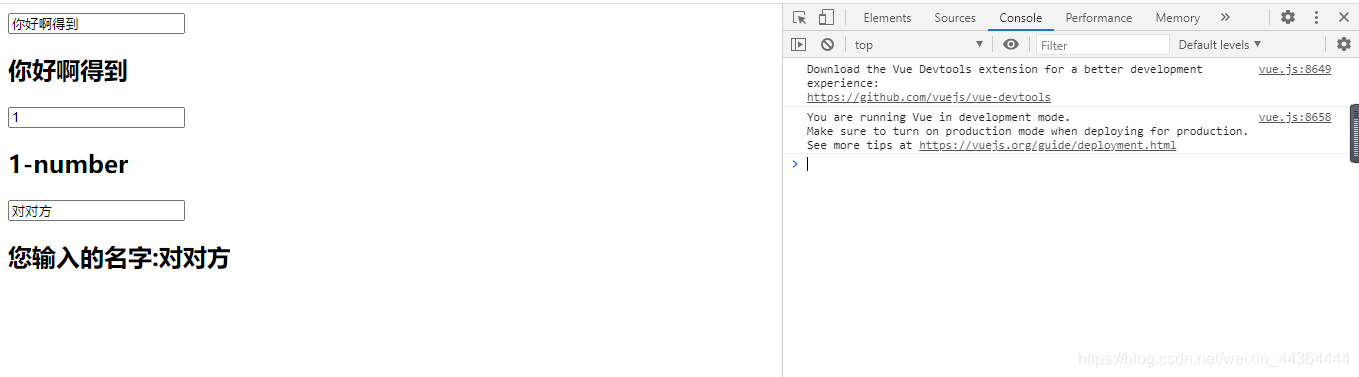 你好啊得到
你好啊得到
1
1-number
对对方
您输入的名字:对对方
Elements Sources Console Performance Memory »
top Filter Default levels
Download the Vue Devtools extension for a better development vue.js:8649
experience:
https://github.com/vuejs/vue-devtools
You are running Vue in development mode. vue.js:8658
Make sure to turn on production mode when deploying for production.
See more tips at https://vuejs.org/guide/deployment.html
https://blog.csdn.net/weixin_44364444